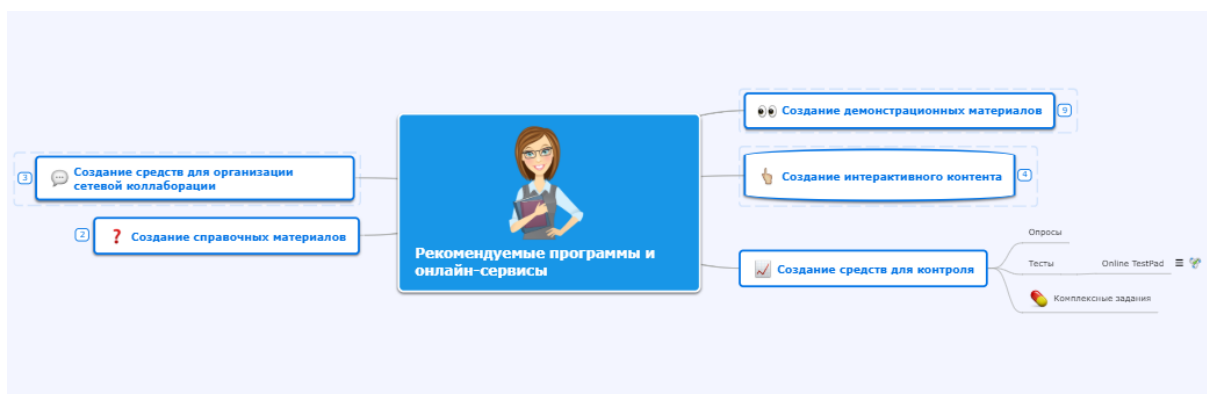 Рекомендуемые программы и
онлайн-сервисы
Создание демонстрационных материалов
9
Создание интерактивного контента
4
Создание средств для контроля
Опросы
Тесты
Online TestPad
Комплексные задания
3
Создание средств для организации
сетевой коллаборации
2
Создание справочных материалов